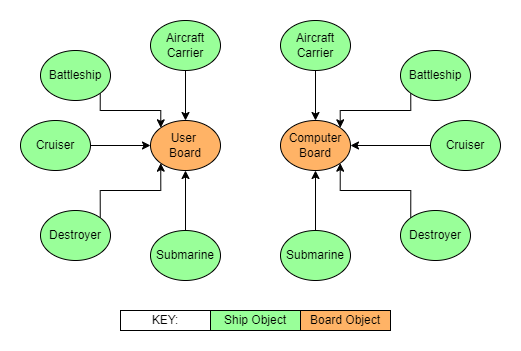 Aircraft
Carrier
Aircraft
Carrier
Battleship
Battleship
Cruiser
User
Board
Computer
Board
Cruiser
Destroyer
Submarine
Submarine
Destroyer
KEY:
Ship Object
Board Object